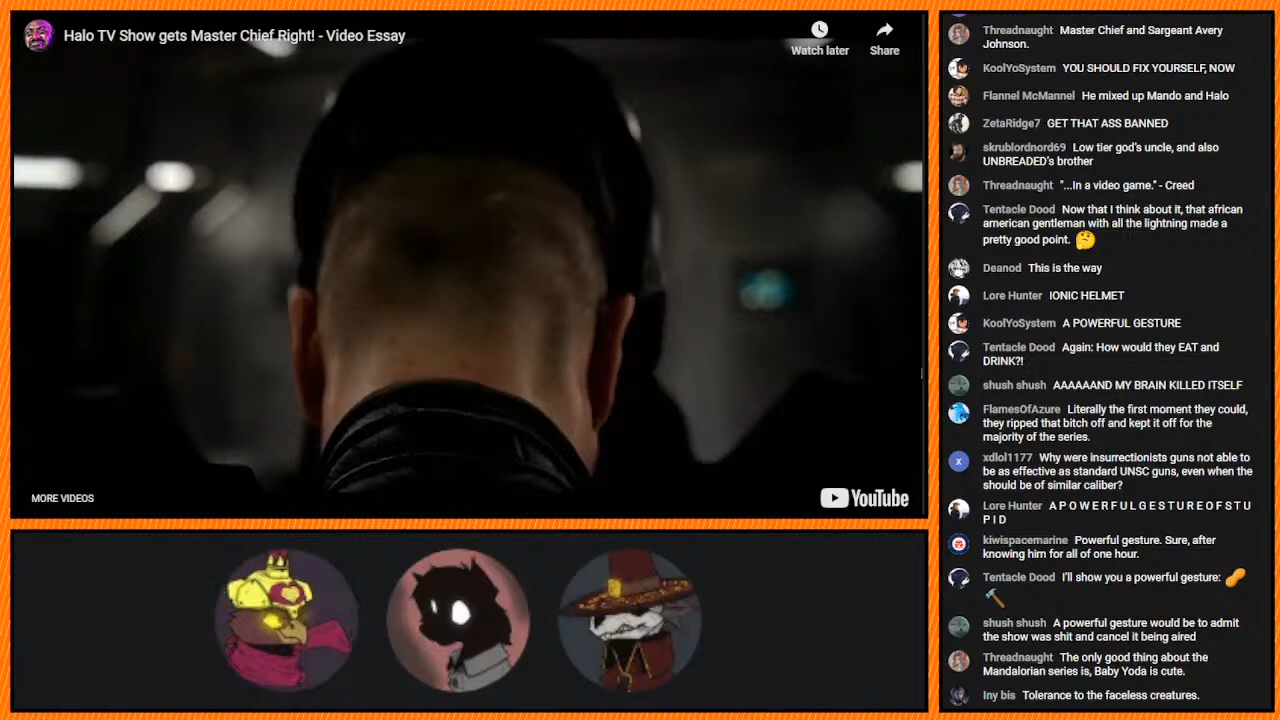 Halo TV Show gets Master Chief Right! - Video Essay
Watch later
Share
MORE VIDEOS
YouTube
Threadnaught Master Chief and Sargeant Avery
Johnson.
KoolYoSystem YOU SHOULD FIX YOURSELF, NOW
Flannel McMannel He mixed up Mando and Halo
ZetaRidge7 GET THAT ASS BANNED
skrublordnord69 Low tier god's uncle, and also
UNBREADED's brother
Threadnaught "...In a video game." - Creed
Tentacle Dood Now that I think about it, that african
american gentleman with all the lightning made a
pretty good point. 🤔
Deanod This is the way
Lore Hunter IONIC HELMET
KoolYoSystem A POWERFUL GESTURE
Tentacle Dood Again: How would they EAT and
DRINK?!
shush shush AAAAAAND MY BRAIN KILLED ITSELF
FlamesOfAzure Literally the first moment they could,
they ripped that bitch off and kept it off for the
majority of the series.
X
xdlol1177 Why were insurrectionists guns not able to
be as effective as standard UNSC guns, even when the
should be of similar caliber?
Lore Hunter A P O W E R F U L G E S T U R E O F S T U
P I D
kiwispacemarine Powerful gesture. Sure, after
knowing him for all of one hour.
Tentacle Dood I'll show you a powerful gesture: 🥜
🔨
shush shush A powerful gesture would be to admit
the show was shit and cancel it being aired
Threadnaught The only good thing about the
Mandalorian series is, Baby Yoda is cute.
Iny bis Tolerance to the faceless creatures.